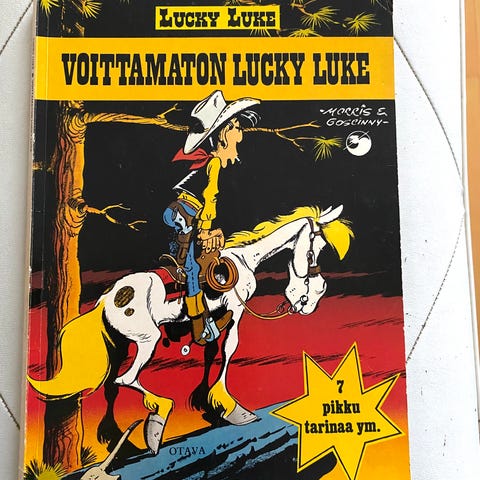 LUCKY LUKE
VOITTAMATON LUCKY LUKE
-MORRIS &
GOSCINNY-
7
pikku
tarinaa ym.
OTAVA